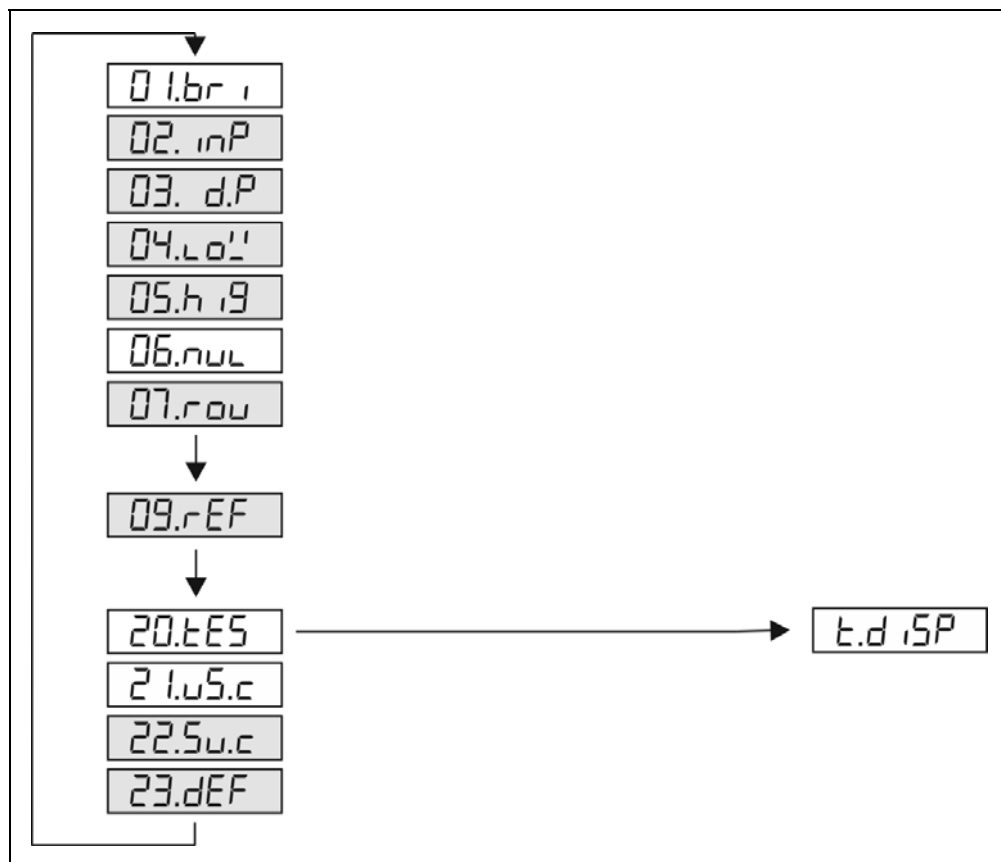 01.bri
02. inP
03. d.P
04.LoW
05.hi9
06.nuL
07.rou
09.rEF
20.tES
t.diSP
21.uS.c
22.Su.c
23.dEF